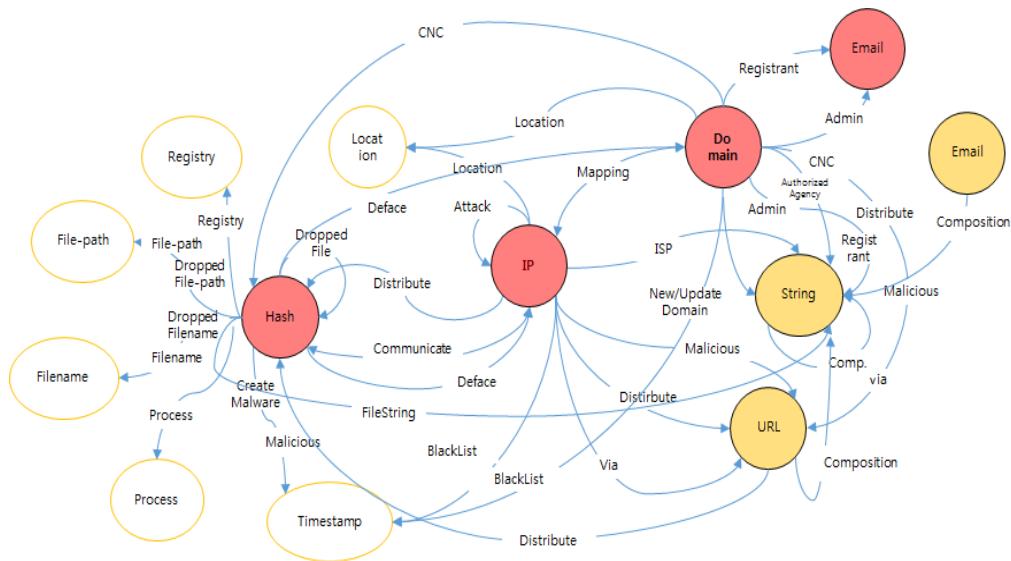 CNC
Email
Registrant
Admin
Location
Locat
ion
Do
main
Email
Registry
CNC
Location
Mapping
Authorized
Agency
Attack
Admin
Deface
Distribute
Registry
Composition
File-path
File-path
Dropped
File
Regist
rant
ISP
IP
Dropped
File-path
Distribute
New/Update
Domain
String
Malicious
Hash
Dropped
Filename
Communicate
Malicious
Filename
Filename
Comp.
via
Deface
Create
Malware
Distirbute
FileString
Process
URL
Malicious
BlackList
Via
Composition
BlackList
Process
Timestamp
Distribute